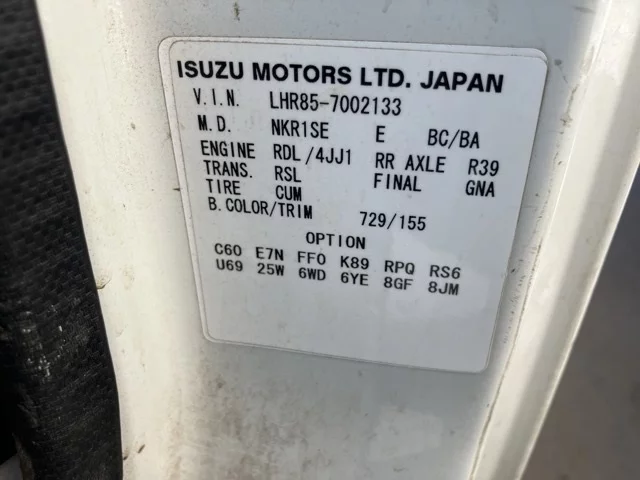 ISUZU MOTORS LTD. JAPAN
V.I.N. LHR85-7002133
M.D. NKR1SE E BC/BA
ENGINE RDL/4JJ1 RR AXLE R39
TRANS. RSL FINAL GNA
TIRE CUM
B.COLOR/TRIM 729/155
OPTION
C60 E7N FF0 K89 RPQ RS6
U69 25W 6WD 6YE 8GF 8JM